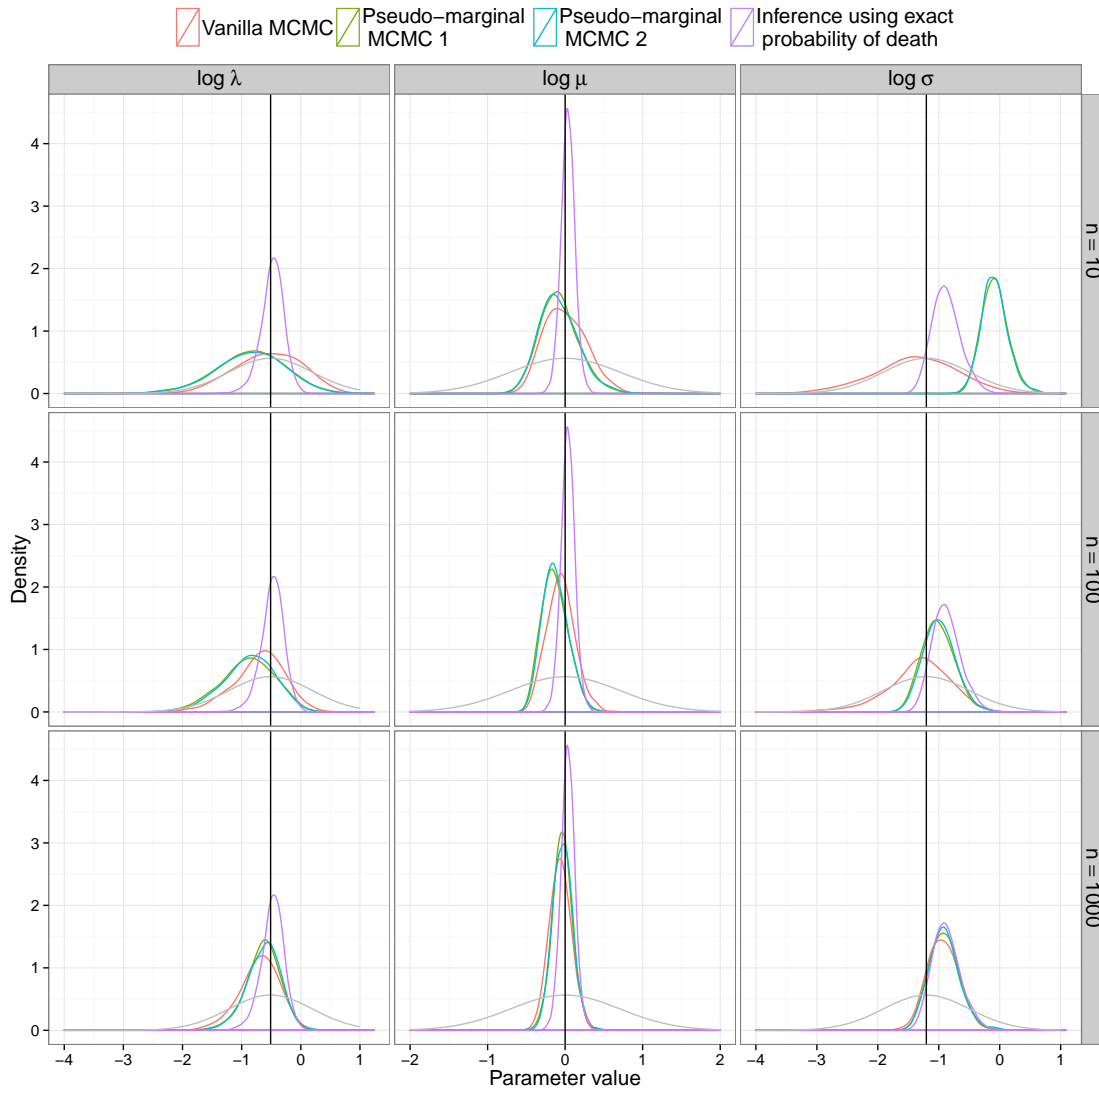 Vanilla MCMC
Pseudo−marginal
MCMC 1
Pseudo−marginal
MCMC 2
Inference using exact
probability of death
log λ
log μ
log σ
4
3
2
1
0
n = 10
4
3
2
1
0
n = 100
4
3
2
1
0
n = 1000
Density
−4 −3 −2 −1 0 1
−2 −1 0 1 2
−4 −3 −2 −1 0 1
Parameter value